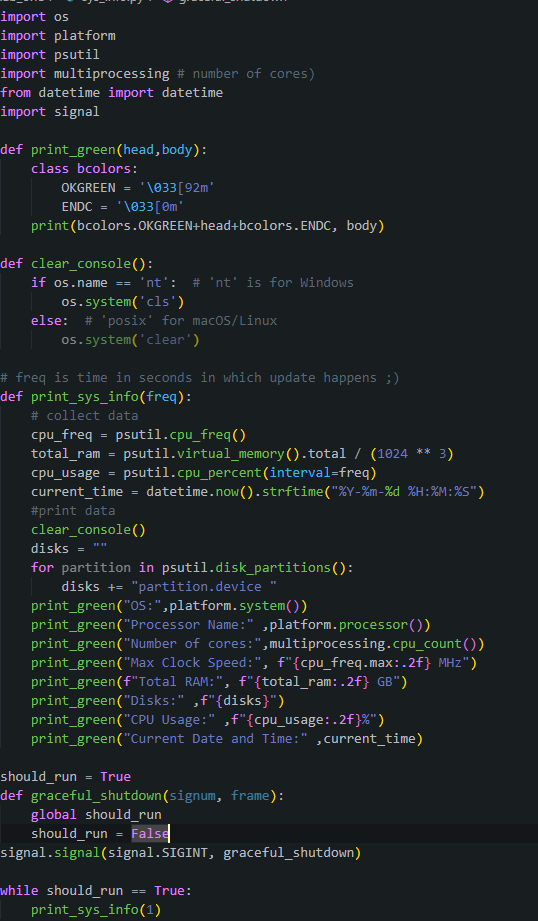 import os
import platform
import psutil
import multiprocessing # number of cores)
from datetime import datetime
import signal

def print_green(head,body):
    class bcolors:
        OKGREEN = '\033[92m'
        ENDC = '\033[0m'
    print(bcolors.OKGREEN+head+bcolors.ENDC, body)

def clear_console():
    if os.name == 'nt':  # 'nt' is for Windows
        os.system('cls')
    else:  # 'posix' for macOS/Linux
        os.system('clear')

# freq is time in seconds in which update happens ;)
def print_sys_info(freq):
    # collect data
    cpu_freq = psutil.cpu_freq()
    total_ram = psutil.virtual_memory().total / (1024 ** 3)
    cpu_usage = psutil.cpu_percent(interval=freq)
    current_time = datetime.now().strftime("%Y-%m-%d %H:%M:%S")
    #print data
    clear_console()
    disks = ""
    for partition in psutil.disk_partitions():
        disks += "partition.device "
    print_green("OS:",platform.system())
    print_green("Processor Name:" ,platform.processor())
    print_green("Number of cores:",multiprocessing.cpu_count())
    print_green("Max Clock Speed:", f"{cpu_freq.max:.2f} MHz")
    print_green(f"Total RAM:", f"{total_ram:.2f} GB")
    print_green("Disks:" ,f"{disks}")
    print_green("CPU Usage:" ,f"{cpu_usage:.2f}%")
    print_green("Current Date and Time:" ,current_time)

should_run = True
def graceful_shutdown(signum, frame):
    global should_run
    should_run = False
signal.signal(signal.SIGINT, graceful_shutdown)

while should_run == True:
    print_sys_info(1)